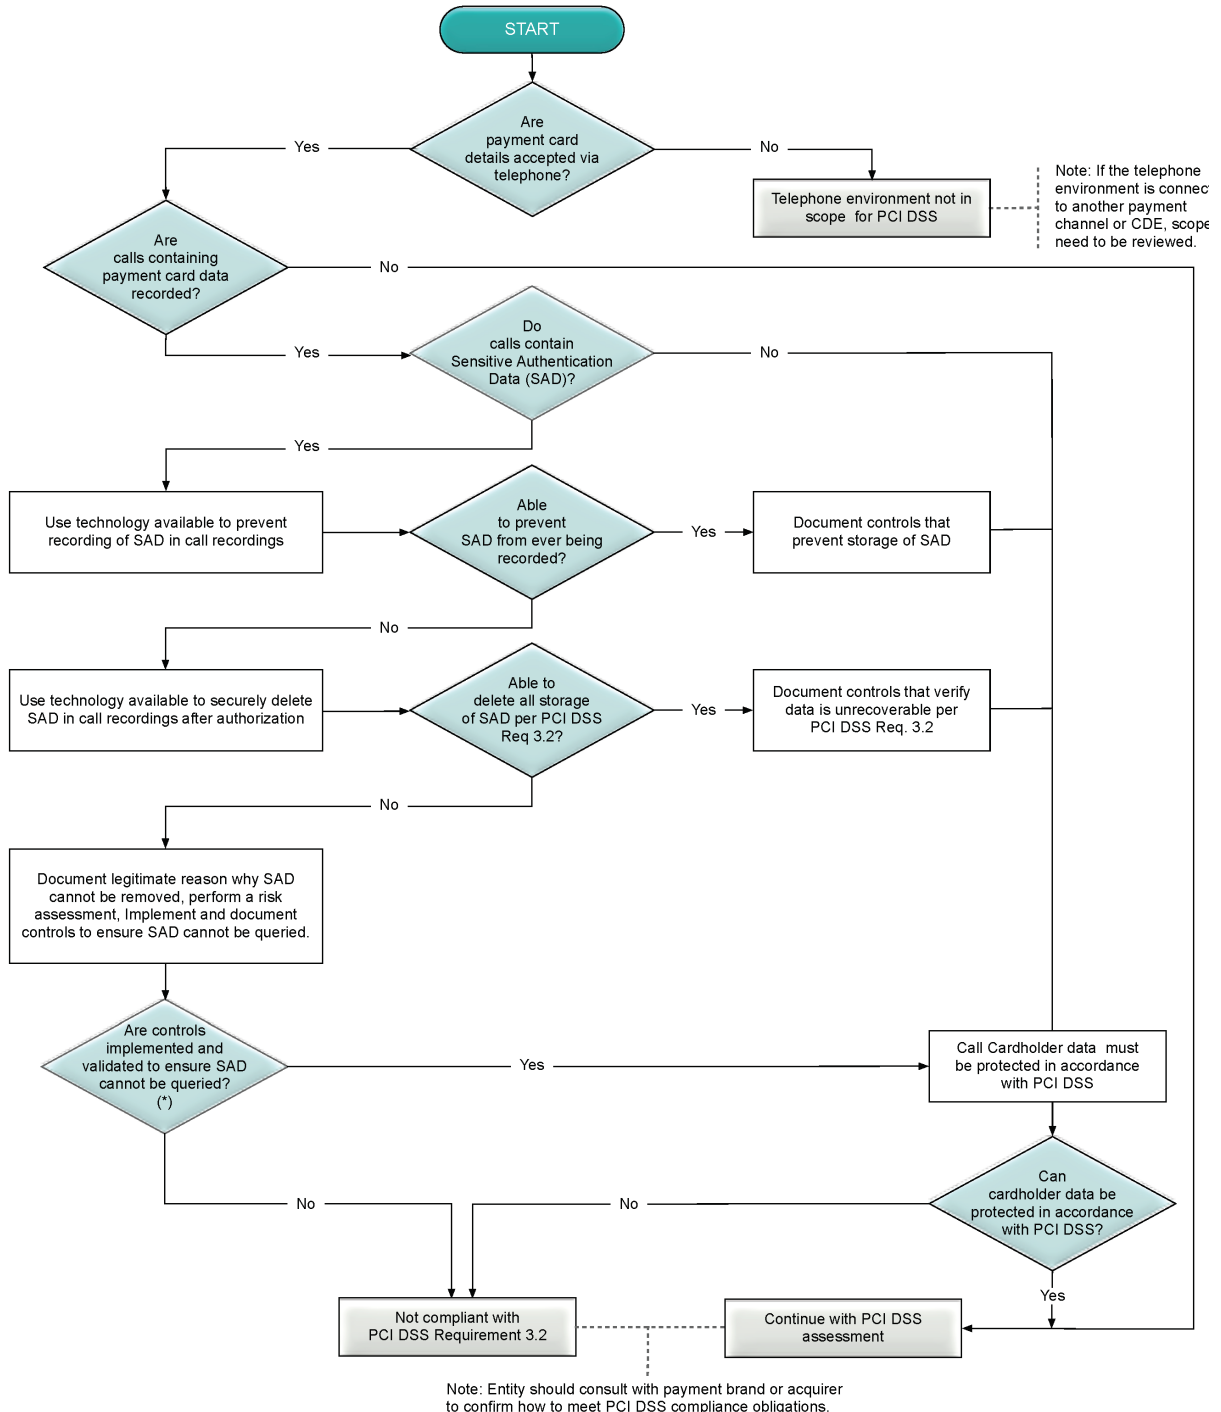 START
Are
payment card
details accepted via
telephone?
Yes
No
Telephone environment not in
scope for PCI DSS
Note: If the telephone
environment is connect
to another payment
channel or CDE, scope
need to be reviewed.
Are
calls containing
payment card data
recorded?
No
Yes
Do
calls contain
Sensitive Authentication
Data (SAD)?
No
Yes
Use technology available to prevent
recording of SAD in call recordings
Able
to prevent
SAD from ever being
recorded?
Yes
Document controls that
prevent storage of SAD
No
Use technology available to securely delete
SAD in call recordings after authorization
Able to
delete all storage
of SAD per PCI DSS
Req 3.2?
Yes
Document controls that verify
data is unrecoverable per
PCI DSS Req. 3.2
No
Document legitimate reason why SAD
cannot be removed, perform a risk
assessment, Implement and document
controls to ensure SAD cannot be queried.
Are controls
implemented and
validated to ensure SAD
cannot be queried?
(*)
Yes
Call Cardholder data must
be protected in accordance
with PCI DSS
No
No
Can
cardholder data be
protected in accordance
with PCI DSS?
Yes
Not compliant with
PCI DSS Requirement 3.2
Continue with PCI DSS
assessment
Note: Entity should consult with payment brand or acquirer
to confirm how to meet PCI DSS compliance obligations.